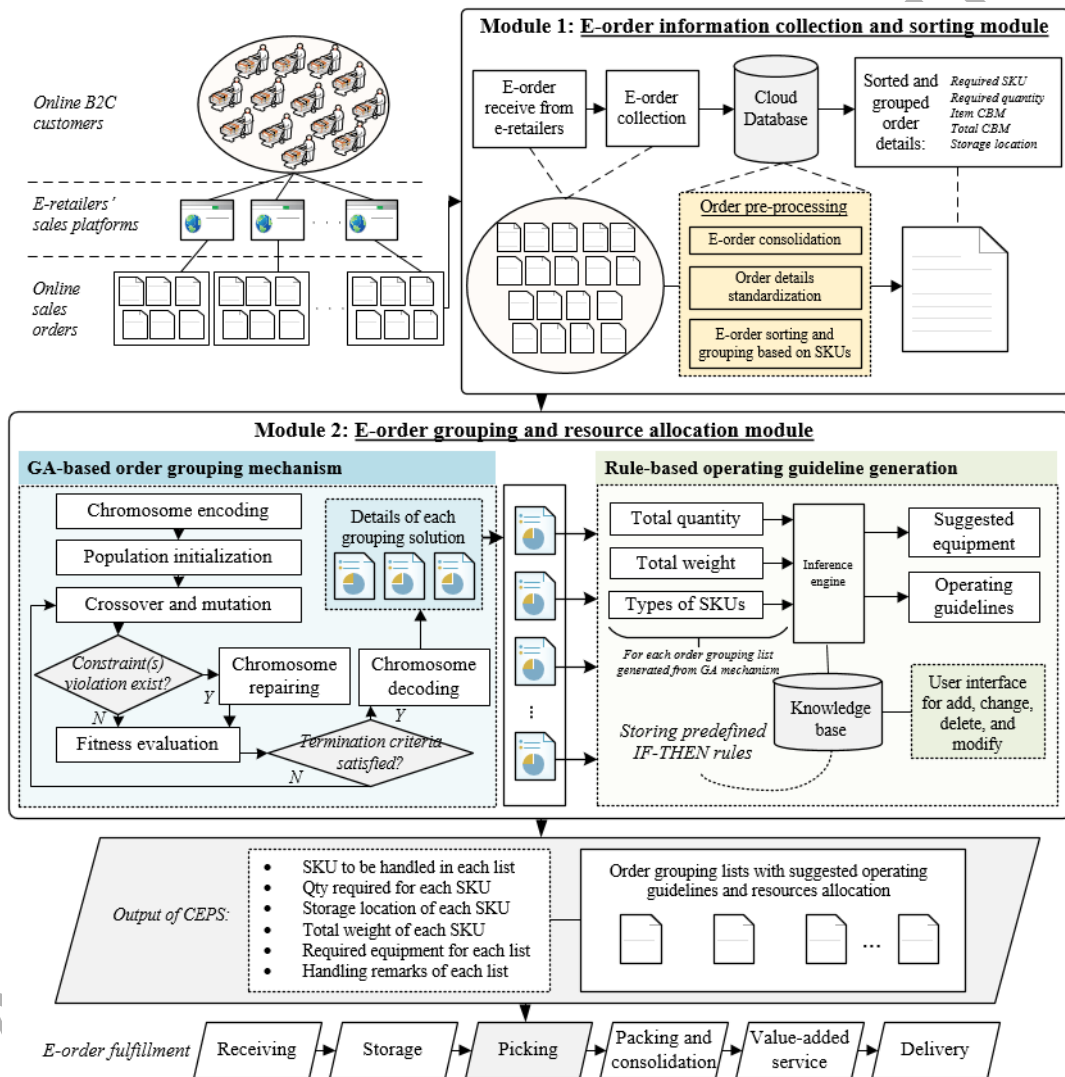 Module 1: E-order information collection and sorting module
Online B2C
customers
E-retailers’
sales platforms
Online
sales
orders
E-order
receive from
e-retailers
E-order
collection
Cloud
Database
Sorted and
grouped
order
details:
Required SKU
Required quantity
Item CBM
Total CBM
Storage location
Order pre-processing
E-order consolidation
Order details
standardization
E-order sorting and
grouping based on SKUs
Module 2: E-order grouping and resource allocation module
GA-based order grouping mechanism
Chromosome encoding
Population initialization
Crossover and mutation
Constraint(s)
violation exist?
Y
N
Chromosome
repairing
Fitness evaluation
Termination criteria
satisfied?
Y
N
Chromosome
decoding
Details of each
grouping solution
Rule-based operating guideline generation
Total quantity
Total weight
Types of SKUs
For each order grouping list
generated from GA mechanism
Inference
engine
Suggested
equipment
Operating
guidelines
Storing predefined
IF-THEN rules
Knowledge
base
User interface
for add, change,
delete, and
modify
Output of CEPS:
• SKU to be handled in each list
• Qty required for each SKU
• Storage location of each SKU
• Total weight of each SKU
• Required equipment for each list
• Handling remarks of each list
Order grouping lists with suggested operating
guidelines and resources allocation
...
E-order fulfillment
Receiving
Storage
Picking
Packing and
consolidation
Value-added
service
Delivery